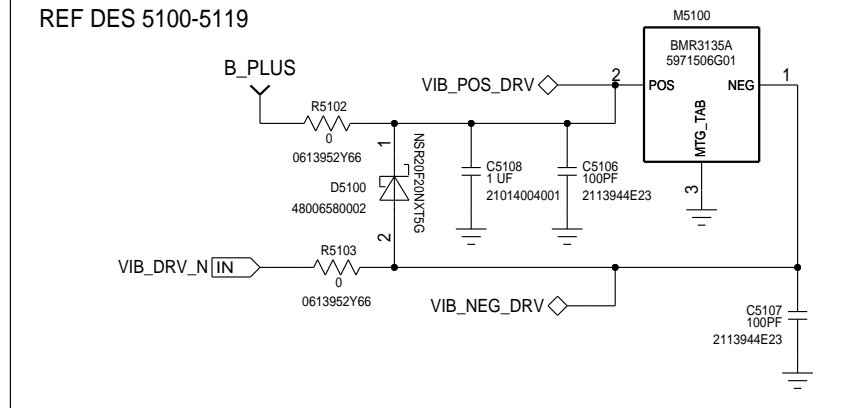 REF DES 5100-5119
M5100
BMR3135A
5971506G01
B_PLUS
VIB_POS_DRV
2
POS
NEG
1
MTG_TAB
3
R5102
0
0613952Y66
1
NSR20F20NXT5G
D5100
48006580002
2
C5108
1 UF
21014004001
C5106
100PF
2113944E23
VIB_DRV_N
IN
R5103
0
0613952Y66
VIB_NEG_DRV
C5107
100PF
2113944E23